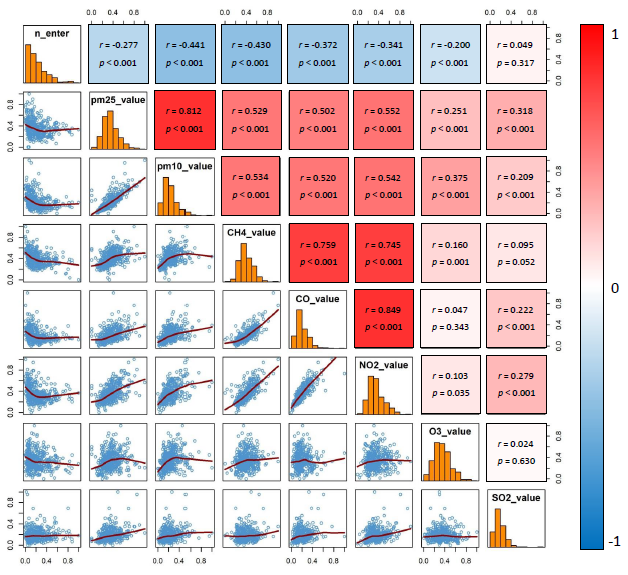 0.0 0.4 0.8
0.0 0.4 0.8
0.0 0.4 0.8
0.0 0.4 0.8
n_enter
r = -0.277
p < 0.001
r = -0.441
p < 0.001
r = -0.430
p < 0.001
r = -0.372
p < 0.001
r = -0.341
p < 0.001
r = -0.200
p < 0.001
r = 0.049
p = 0.317
0.0 0.4 0.8
0.0 0.4 0.8
pm25_value
r = 0.812
p < 0.001
r = 0.529
p < 0.001
r = 0.502
p < 0.001
r = 0.552
p < 0.001
r = 0.251
p < 0.001
r = 0.318
p < 0.001
pm10_value
r = 0.534
p < 0.001
r = 0.520
p < 0.001
r = 0.542
p < 0.001
r = 0.375
p < 0.001
r = 0.209
p < 0.001
0.0 0.4 0.8
0.0 0.4 0.8
CH4_value
r = 0.759
p < 0.001
r = 0.745
p < 0.001
r = 0.160
p = 0.001
r = 0.095
p = 0.052
CO_value
r = 0.849
p < 0.001
r = 0.047
p = 0.343
r = 0.222
p < 0.001
0.0 0.4 0.8
0.0 0.4 0.8
NO2_value
r = 0.103
p = 0.035
r = 0.279
p < 0.001
O3_value
r = 0.024
p = 0.630
0.0 0.4 0.8
0.0 0.4 0.8
SO2_value
0.0 0.4 0.8
0.0 0.4 0.8
0.0 0.4 0.8
0.0 0.4 0.8
1
0
-1